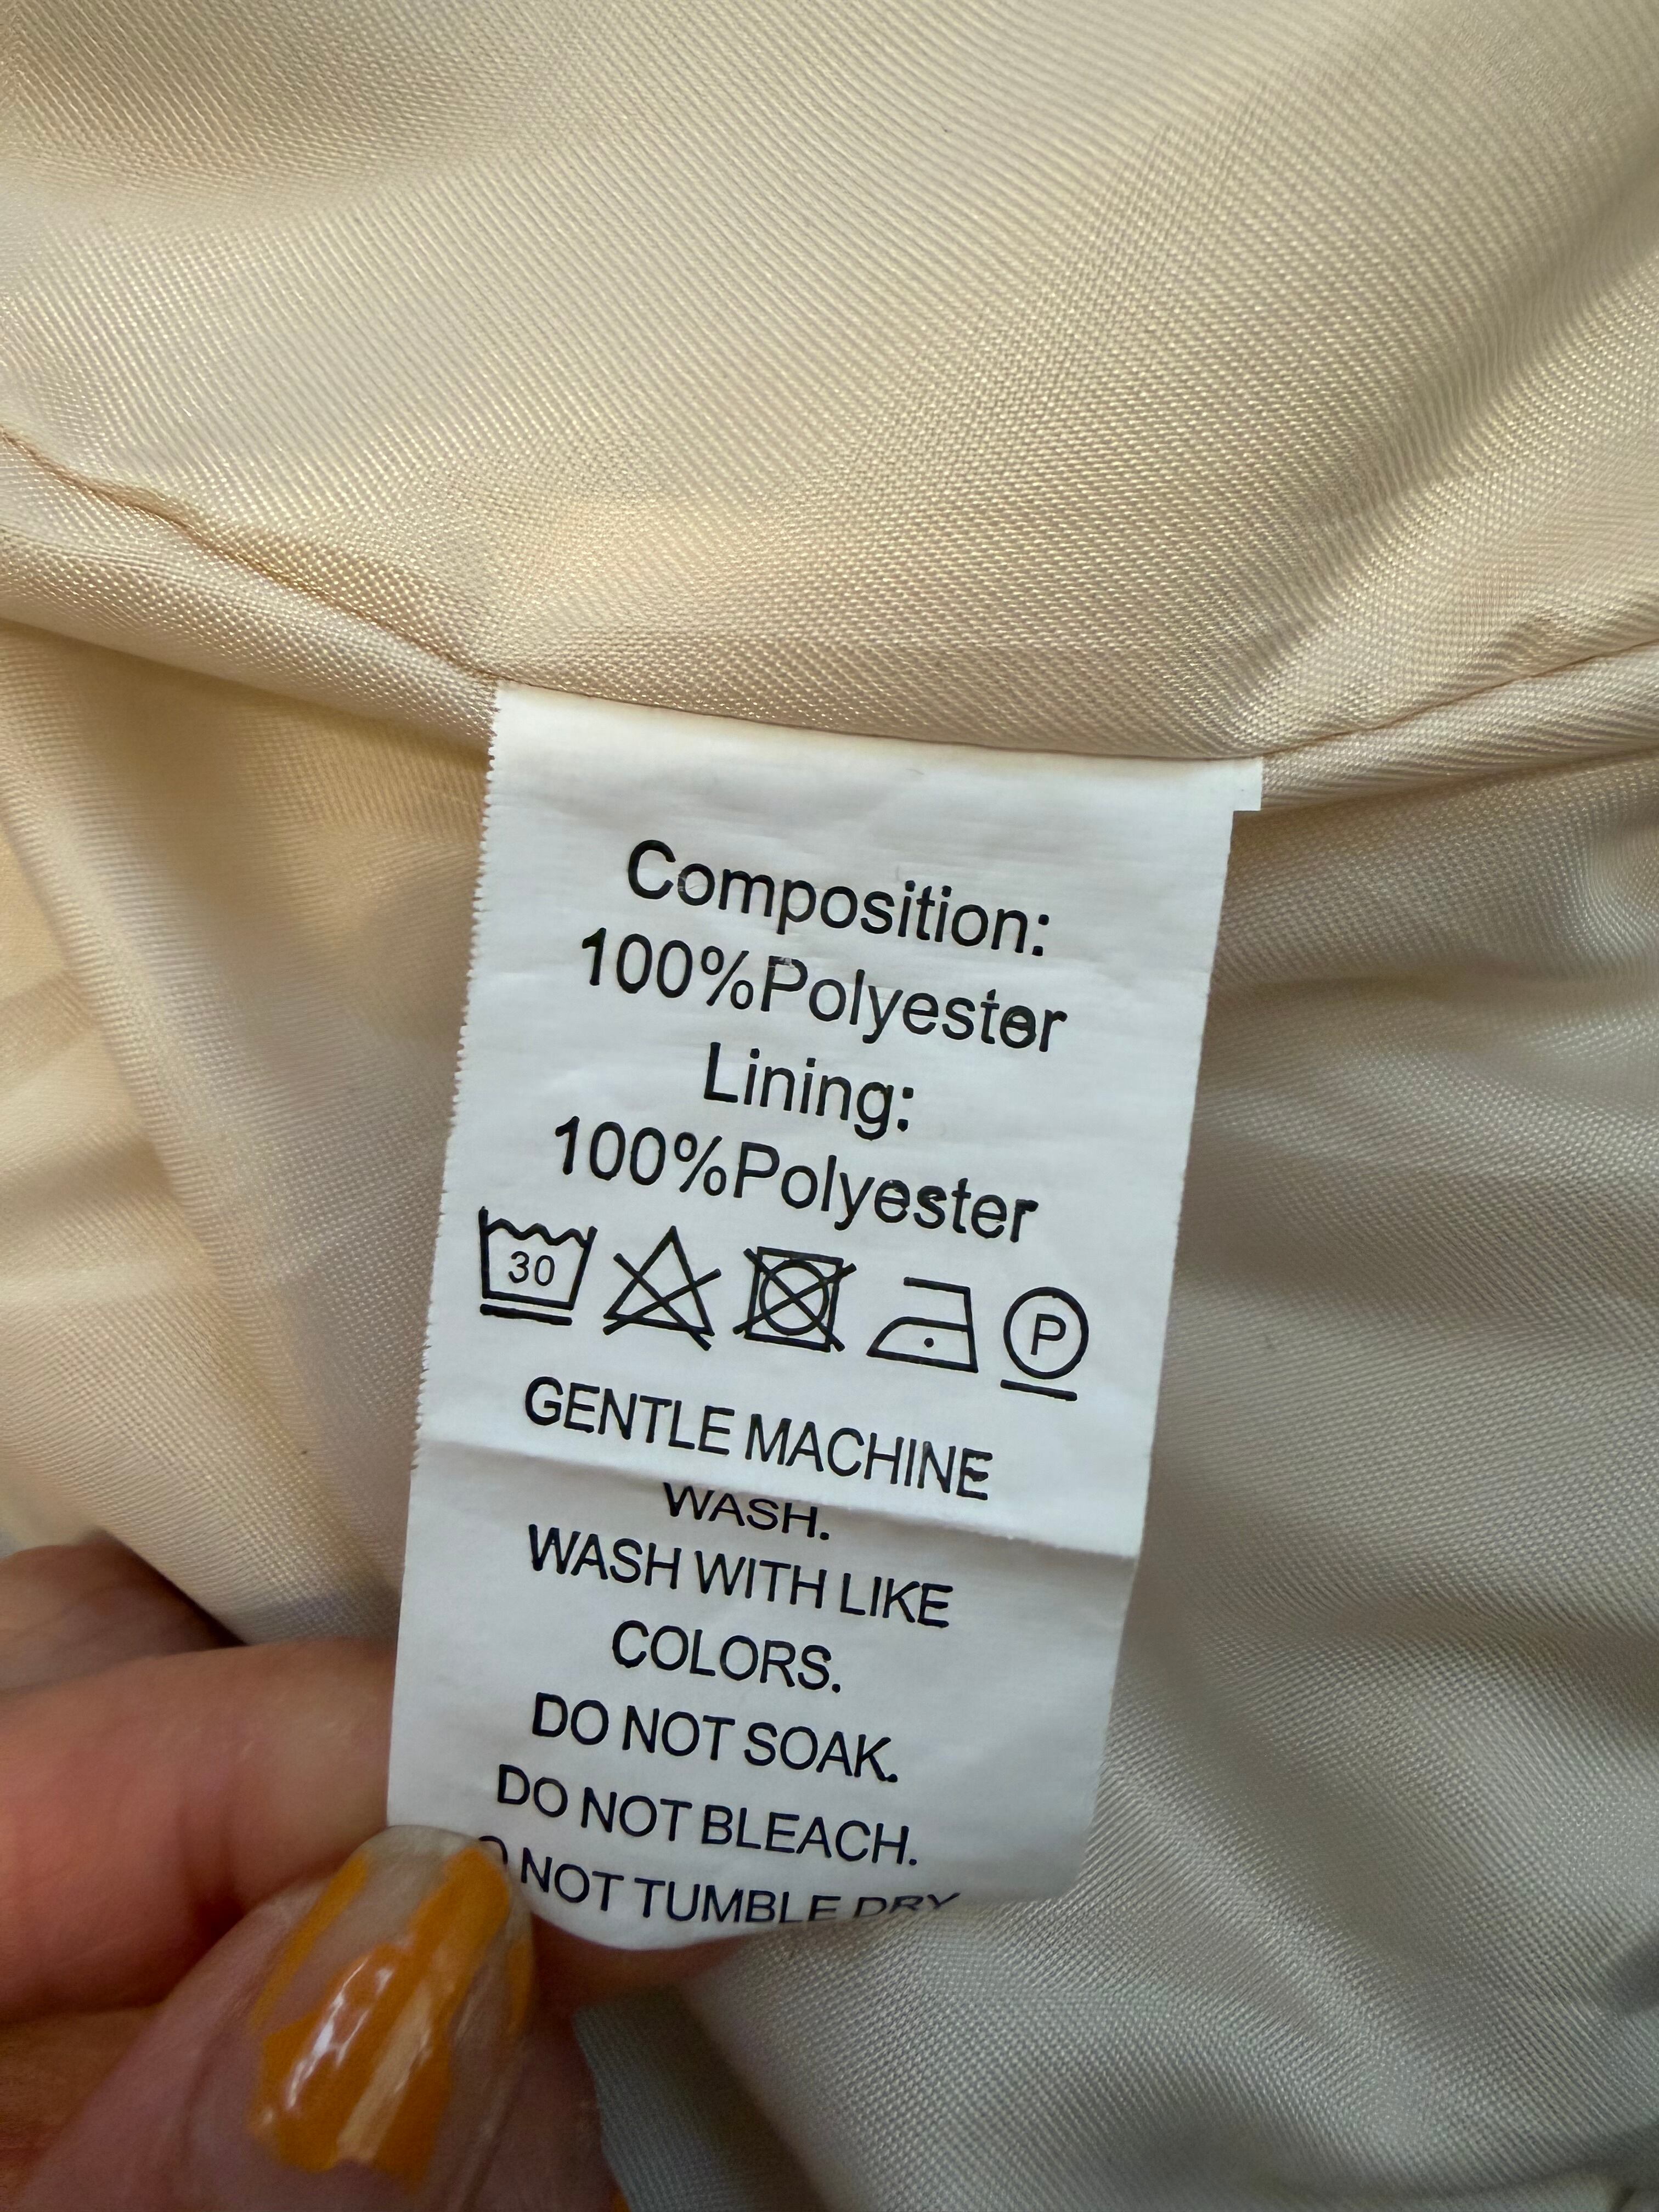 Composition:
100%Polyester
Lining:
100%Polyester
30 P
GENTLE MACHINE
WASH.
WASH WITH LIKE
COLORS.
DO NOT SOAK.
DO NOT BLEACH.
NOT TUMBLE DRY